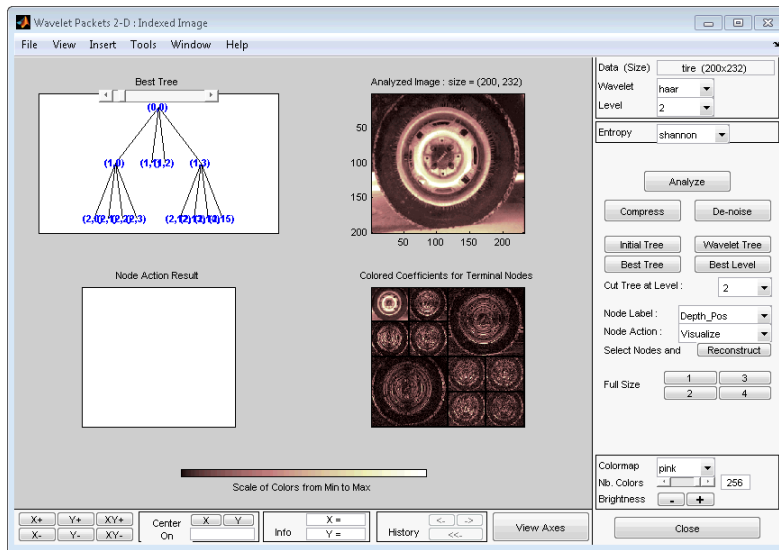 Wavelet Packets 2-D : Indexed Image
File View Insert Tools Window Help
Best Tree
(0,0)
(1,0) (1,2) (1,3)
(2,3)
Analyzed Image : size = (200, 232)
50
100
150
200
50 100 150 200
Node Action Result
Colored Coefficients for Terminal Nodes
Scale of Colors from Min to Max
Data (Size) tire (200x232)
Wavelet haar
Level 2
Entropy shannon
Analyze
Compress De-noise
Initial Tree Wavelet Tree
Best Tree Best Level
Cut Tree at Level : 2
Node Label : Depth_Pos
Node Action : Visualize
Select Nodes and Reconstruct
Full Size
1 3
2 4
Colormap pink
Nb. Colors 256
Brightness - +
X+ Y+ XY+
X- Y- XY-
Center On X Y
Info X = Y =
History <- -> <<-
View Axes
Close